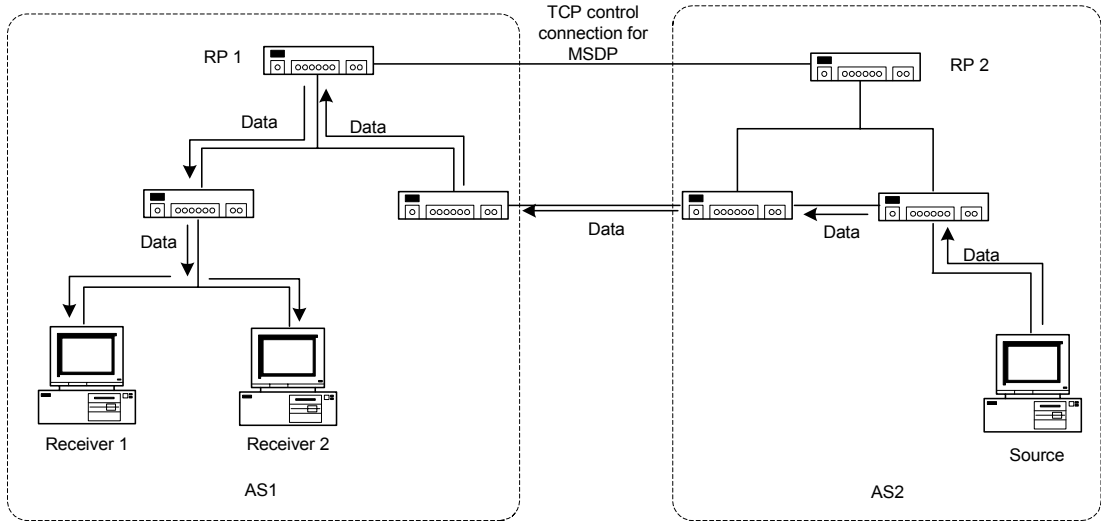 TCP control
connection for
MSDP
RP 1
RP 2
Data
Data
Data
Data
Data
Data
Receiver 1
Receiver 2
Source
AS1
AS2